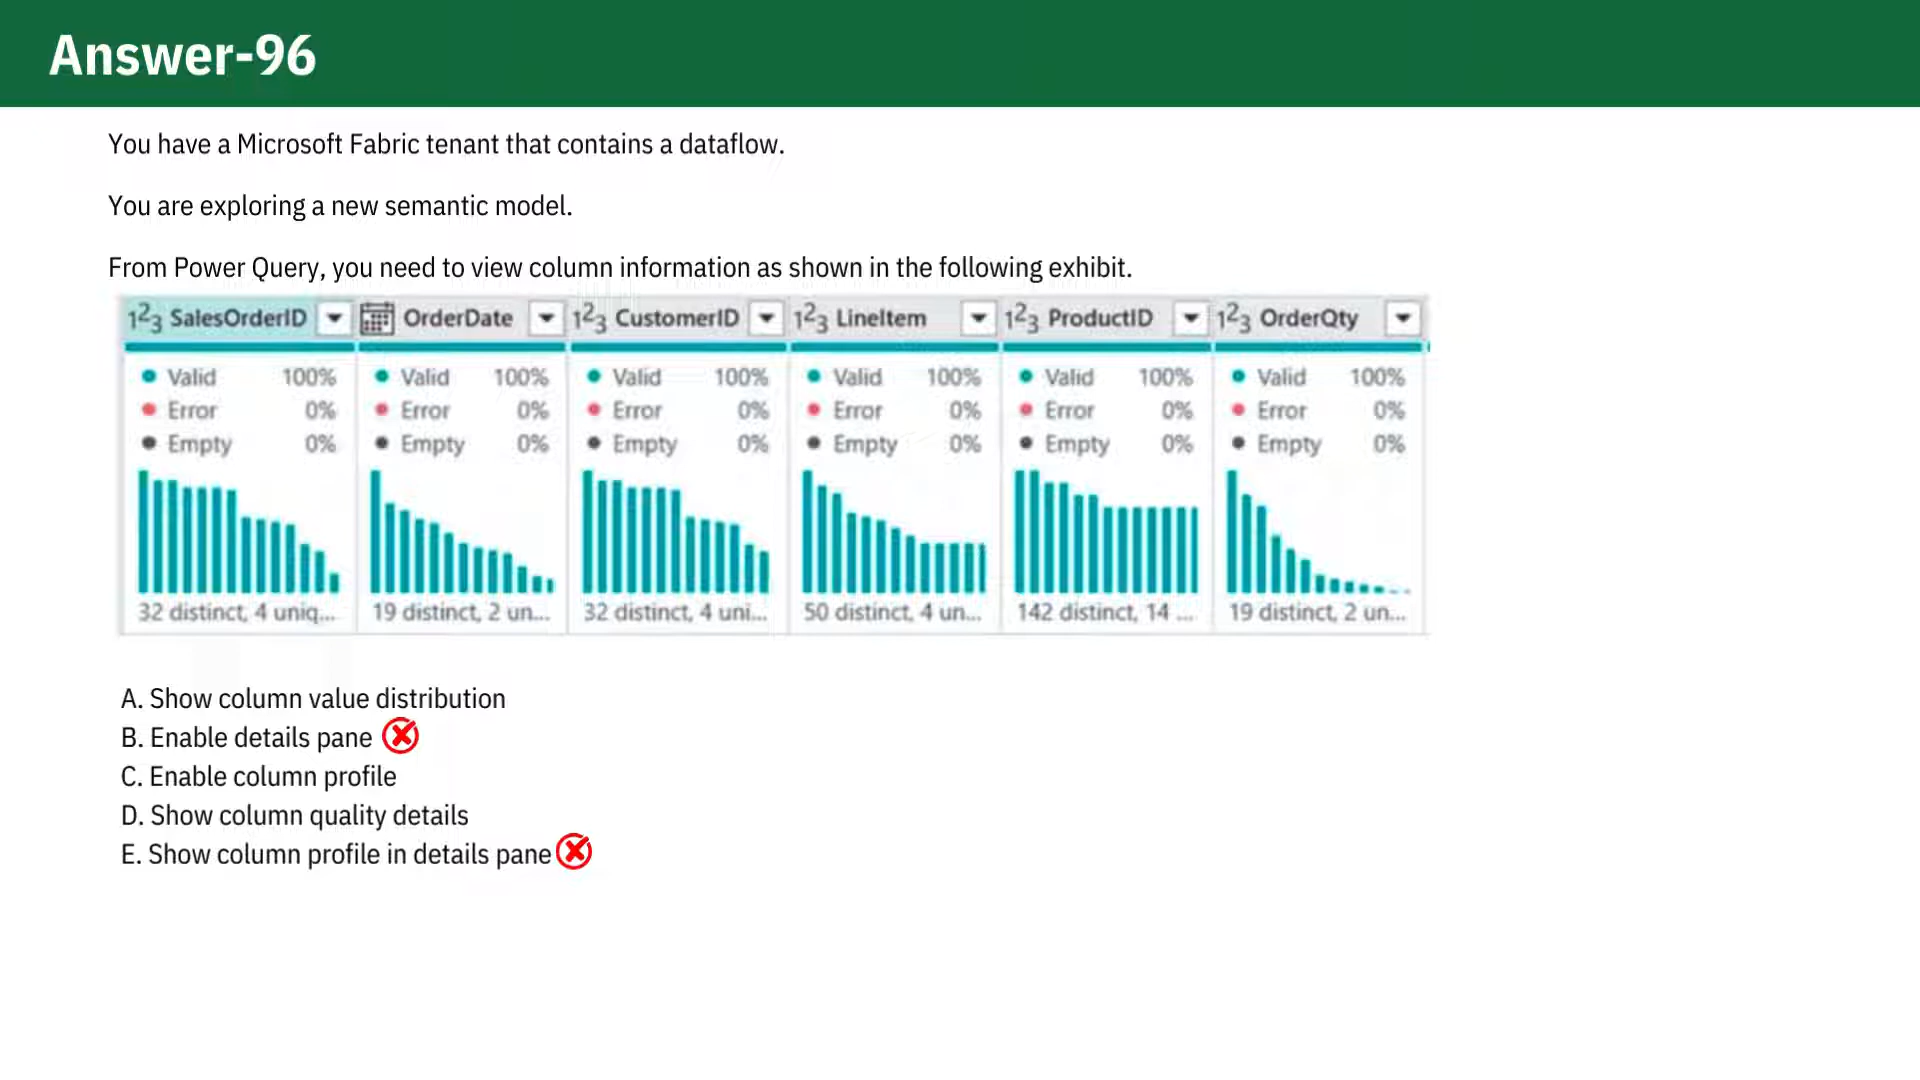 Answer-96
You have a Microsoft Fabric tenant that contains a dataflow.
You are exploring a new semantic model.
From Power Query, you need to view column information as shown in the following exhibit.
1²3 SalesOrderID OrderDate 1²3 CustomerID 1²3 LineItem 1²3 ProductID 1²3 OrderQty
Valid 100% Valid 100% Valid 100% Valid 100% Valid 100% Valid 100%
Error 0% Error 0% Error 0% Error 0% Error 0% Error 0%
Empty 0% Empty 0% Empty 0% Empty 0% Empty 0% Empty 0%
32 distinct, 4 uniq... 19 distinct, 2 un... 32 distinct, 4 uni... 50 distinct, 4 un... 142 distinct, 14 ... 19 distinct, 2 un...
A. Show column value distribution
B. Enable details pane
C. Enable column profile
D. Show column quality details
E. Show column profile in details pane